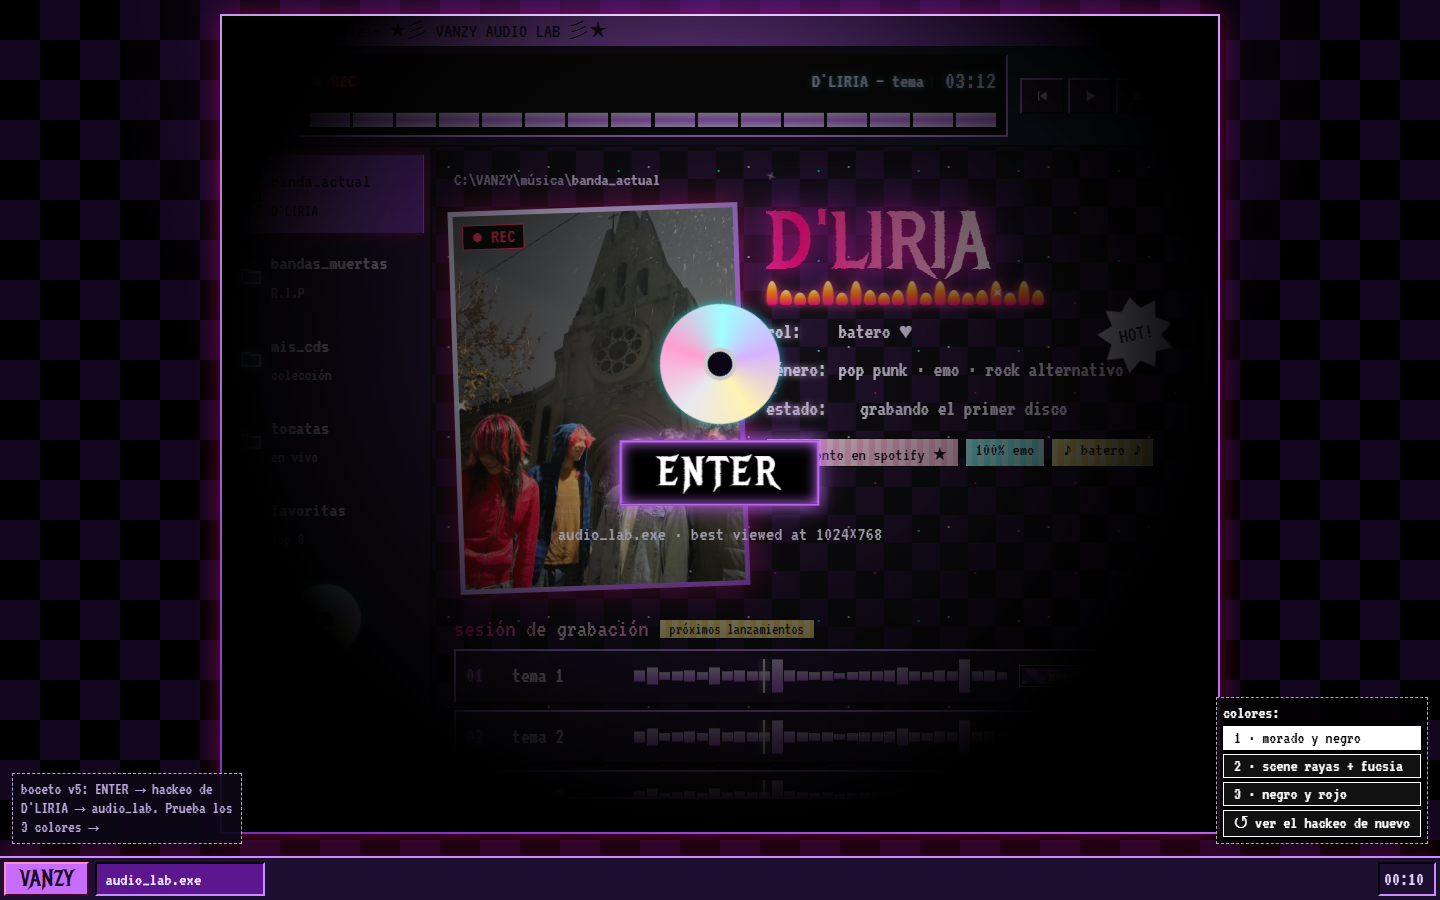 ★彡 VANZY AUDIO LAB 彡★
REC
D'LIRIA — tema
03:12
banda_actual
D'LIRIA
C:\VANZY\música\banda_actual
REC
D'LIRIA
bandas_muertas
R.I.P
rol: batero ♥
HOT!
mis_cds
colección
género: pop punk · emo · rock alternativo
estado: grabando el primer disco
tocatas
en vivo
pronto en spotify ★
100% emo
♪ batero ♪
ENTER
favoritas
audio_lab.exe · best viewed at 1024x768
sesión de grabación
próximos lanzamientos
01 tema 1
02 tema 2
colores:
1 · morado y negro
2 · scene rayas + fucsia
3 · negro y rojo
↺ ver el hackeo de nuevo
boceto v5: ENTER → hackeo de
D'LIRIA → audio_lab. Prueba los
3 colores →
VANZY
audio_lab.exe
00:10